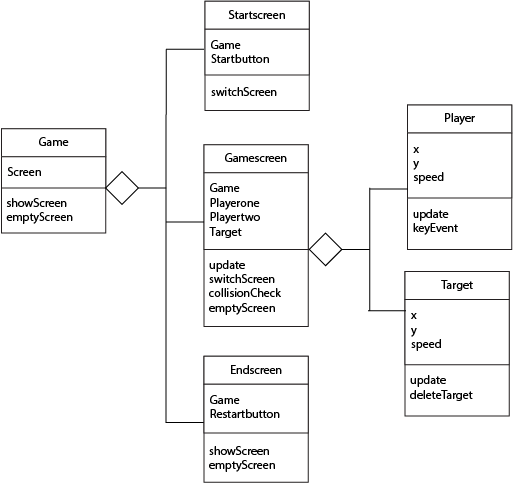 Startscreen
Game
Startbutton
switchScreen
Game
Screen
showScreen
emptyScreen
Gamescreen
Game
Playerone
Playertwo
Target
update
switchScreen
collisionCheck
emptyScreen
Endscreen
Game
Restartbutton
showScreen
emptyScreen
Player
x
y
speed
update
keyEvent
Target
x
y
speed
update
deleteTarget